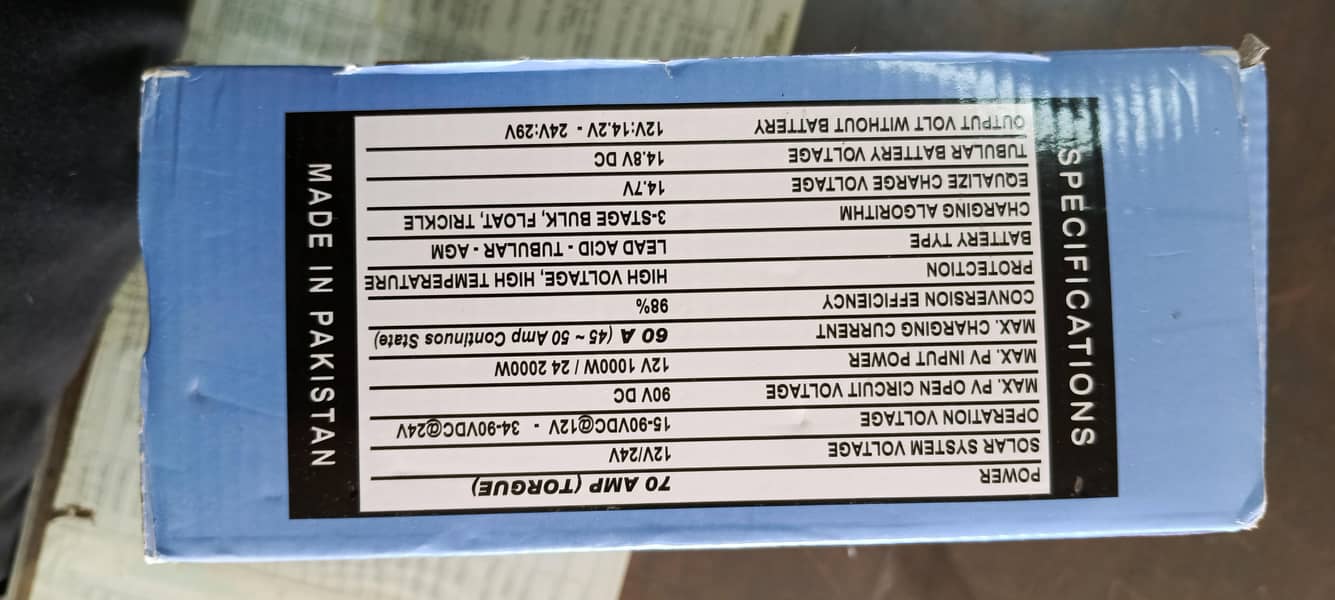 SPECIFICATIONS
POWER 70 AMP (TORGUE)
SOLAR SYSTEM VOLTAGE 12V/24V
OPERATION VOLTAGE 15-90VDC@12V - 34-90VDC@24V
MAX. PV OPEN CIRCUIT VOLTAGE 90V DC
MAX. PV INPUT POWER 12V 1000W / 24 2000W
MAX. CHARGING CURRENT 60 A (45 ~ 50 Amp Continuos State)
CONVERSION EFFICIENCY 98%
PROTECTION HIGH VOLTAGE, HIGH TEMPERATURE
BATTERY TYPE LEAD ACID - TUBULAR - AGM
CHARGING ALGORITHM 3-STAGE BULK, FLOAT, TRICKLE
EQUALIZE CHARGE VOLTAGE 14.7V
TUBULAR BATTERY VOLTAGE 14.8V DC
OUTPUT VOLT WITHOUT BATTERY 12V:14.2V - 24V:29V
MADE IN PAKISTAN